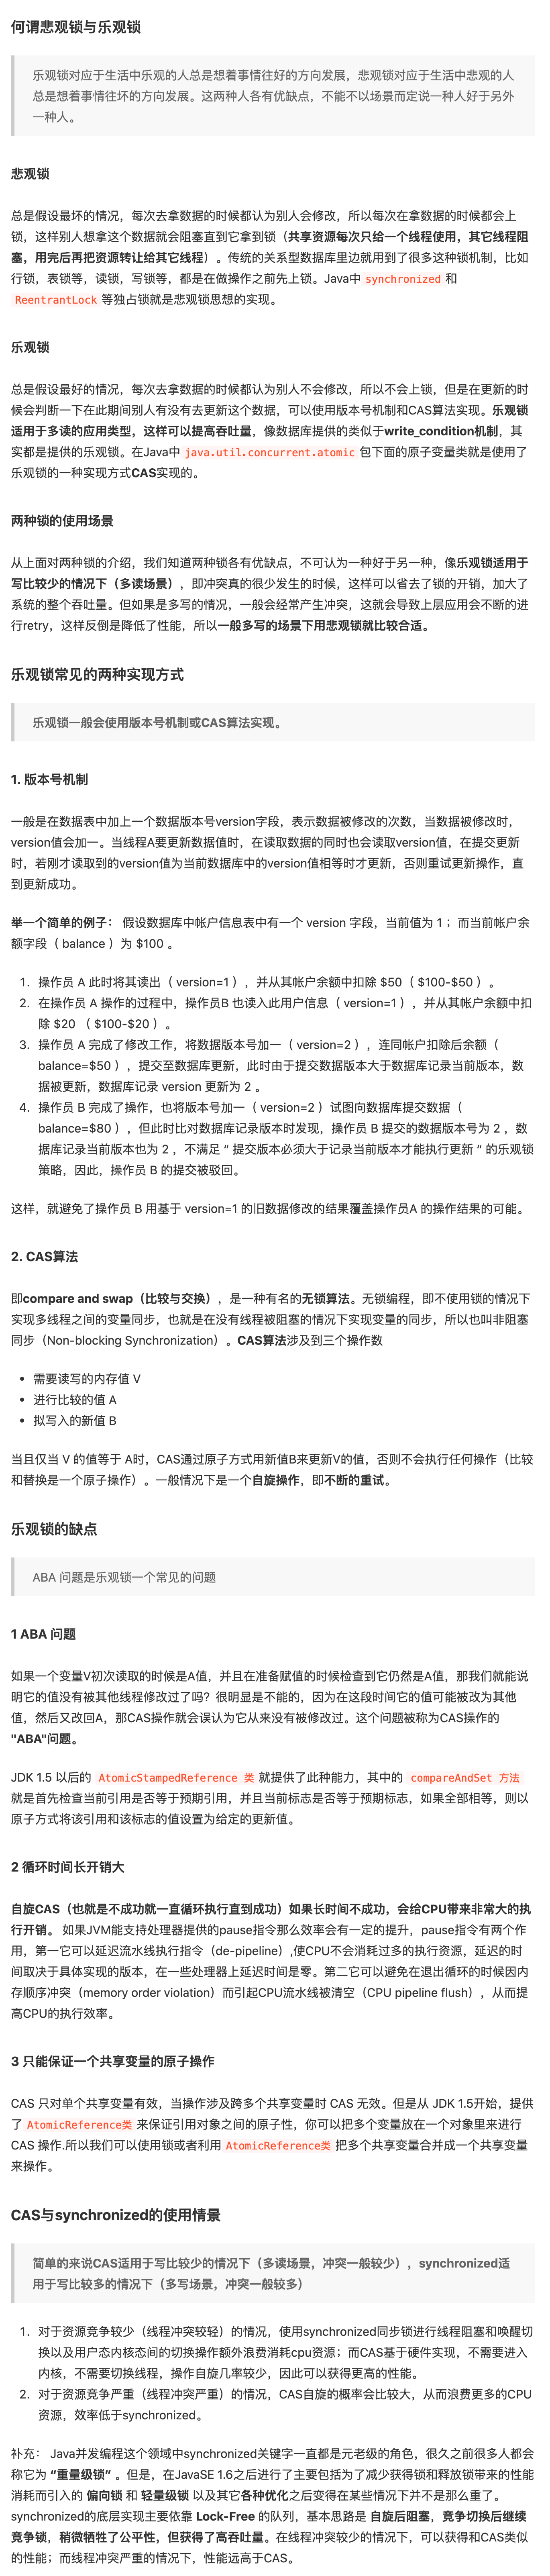 何谓悲观锁与乐观锁
乐观锁对应于生活中乐观的人总是想着事情往好的方向发展，悲观锁对应于生活中悲观的人
总是想着事情往坏的方向发展。这两种人各有优缺点，不能不以场景而定说一种人好于另外
一种人。
悲观锁
总是假设最坏的情况，每次去拿数据的时候都认为别人会修改，所以每次在拿数据的时候都会上
锁，这样别人想拿这个数据就会阻塞直到它拿到锁（共享资源每次只给一个线程使用，其它线程阻
塞，用完后再把资源转让给其它线程）。传统的关系型数据库里边就用到了很多这种锁机制，比如
行锁，表锁等，读锁，写锁等，都是在做操作之前先上锁。Java中 synchronized 和
ReentrantLock 等独占锁就是悲观锁思想的实现。
乐观锁
总是假设最好的情况，每次去拿数据的时候都认为别人不会修改，所以不会上锁，但是在更新的时
候会判断一下在此期间别人有没有去更新这个数据，可以使用版本号机制和CAS算法实现。乐观锁
适用于多读的应用类型，这样可以提高吞吐量，像数据库提供的类似于write_condition机制，其
实都是提供的乐观锁。在Java中 java.util.concurrent.atomic 包下面的原子变量类就是使用了
乐观锁的一种实现方式CAS实现的。
两种锁的使用场景
从上面对两种锁的介绍，我们知道两种锁各有优缺点，不可认为一种好于另一种，像乐观锁适用于
写比较少的情况下（多读场景），即冲突真的很少发生的时候，这样可以省去了锁的开销，加大了
系统的整个吞吐量。但如果是多写的情况，一般会经常产生冲突，这就会导致上层应用会不断的进
行retry，这样反倒是降低了性能，所以一般多写的场景下用悲观锁就比较合适。
乐观锁常见的两种实现方式
乐观锁一般会使用版本号机制或CAS算法实现。
1. 版本号机制
一般是在数据表中加上一个数据版本号version字段，表示数据被修改的次数，当数据被修改时，
version值会加一。当线程A要更新数据值时，在读取数据的同时也会读取version值，在提交更新
时，若刚才读取到的version值为当前数据库中的version值相等时才更新，否则重试更新操作，直
到更新成功。
举一个简单的例子： 假设数据库中帐户信息表中有一个 version 字段，当前值为 1 ；而当前帐户余
额字段（ balance ）为 $100 。
1. 操作员 A 此时将其读出（ version=1 ），并从其帐户余额中扣除 $50（ $100-$50 ）。
2. 在操作员 A 操作的过程中，操作员B 也读入此用户信息（ version=1 ），并从其帐户余额中扣
除 $20 （ $100-$20 ）。
3. 操作员 A 完成了修改工作，将数据版本号加一（ version=2 ），连同帐户扣除后余额（
balance=$50 ），提交至数据库更新，此时由于提交数据版本大于数据库记录当前版本，数
据被更新，数据库记录 version 更新为 2 。
4. 操作员 B 完成了操作，也将版本号加一（ version=2 ）试图向数据库提交数据（
balance=$80 ），但此时比对数据库记录版本时发现，操作员 B 提交的数据版本号为 2 ，数
据库记录当前版本也为 2 ，不满足 “ 提交版本必须大于记录当前版本才能执行更新 “ 的乐观锁
策略，因此，操作员 B 的提交被驳回。
这样，就避免了操作员 B 用基于 version=1 的旧数据修改的结果覆盖操作员A 的操作结果的可能。
2. CAS算法
即compare and swap（比较与交换），是一种有名的无锁算法。无锁编程，即不使用锁的情况下
实现多线程之间的变量同步，也就是在没有线程被阻塞的情况下实现变量的同步，所以也叫非阻塞
同步（Non-blocking Synchronization）。CAS算法涉及到三个操作数
• 需要读写的内存值 V
• 进行比较的值 A
• 拟写入的新值 B
当且仅当 V 的值等于 A时，CAS通过原子方式用新值B来更新V的值，否则不会执行任何操作（比较
和替换是一个原子操作）。一般情况下是一个自旋操作，即不断的重试。
乐观锁的缺点
ABA 问题是乐观锁一个常见的问题
1 ABA 问题
如果一个变量V初次读取的时候是A值，并且在准备赋值的时候检查到它仍然是A值，那我们就能说
明它的值没有被其他线程修改过了吗？很明显是不能的，因为在这段时间它的值可能被改为其他
值，然后又改回A，那CAS操作就会误认为它从来没有被修改过。这个问题被称为CAS操作的
"ABA"问题。
JDK 1.5 以后的 AtomicStampedReference 类 就提供了此种能力，其中的 compareAndSet 方法
就是首先检查当前引用是否等于预期引用，并且当前标志是否等于预期标志，如果全部相等，则以
原子方式将该引用和该标志的值设置为给定的更新值。
2 循环时间长开销大
自旋CAS（也就是不成功就一直循环执行直到成功）如果长时间不成功，会给CPU带来非常大的执
行开销。 如果JVM能支持处理器提供的pause指令那么效率会有一定的提升，pause指令有两个作
用，第一它可以延迟流水线执行指令（de-pipeline）,使CPU不会消耗过多的执行资源，延迟的时
间取决于具体实现的版本，在一些处理器上延迟时间是零。第二它可以避免在退出循环的时候因内
存顺序冲突（memory order violation）而引起CPU流水线被清空（CPU pipeline flush），从而提
高CPU的执行效率。
3 只能保证一个共享变量的原子操作
CAS 只对单个共享变量有效，当操作涉及跨多个共享变量时 CAS 无效。但是从 JDK 1.5开始，提供
了 AtomicReference类 来保证引用对象之间的原子性，你可以把多个变量放在一个对象里来进行
CAS 操作.所以我们可以使用锁或者利用 AtomicReference类 把多个共享变量合并成一个共享变量
来操作。
CAS与synchronized的使用情景
简单的来说CAS适用于写比较少的情况下（多读场景，冲突一般较少），synchronized适
用于写比较多的情况下（多写场景，冲突一般较多）
1. 对于资源竞争较少（线程冲突较轻）的情况，使用synchronized同步锁进行线程阻塞和唤醒切
换以及用户态内核态间的切换操作额外浪费消耗cpu资源；而CAS基于硬件实现，不需要进入
内核，不需要切换线程，操作自旋几率较少，因此可以获得更高的性能。
2. 对于资源竞争严重（线程冲突严重）的情况，CAS自旋的概率会比较大，从而浪费更多的CPU
资源，效率低于synchronized。
补充： Java并发编程这个领域中synchronized关键字一直都是元老级的角色，很久之前很多人都会
称它为 “重量级锁” 。但是，在JavaSE 1.6之后进行了主要包括为了减少获得锁和释放锁带来的性能
消耗而引入的 偏向锁 和 轻量级锁 以及其它各种优化之后变得在某些情况下并不是那么重了。
synchronized的底层实现主要依靠 Lock-Free 的队列，基本思路是 自旋后阻塞，竞争切换后继续
竞争锁，稍微牺牲了公平性，但获得了高吞吐量。在线程冲突较少的情况下，可以获得和CAS类似
的性能；而线程冲突严重的情况下，性能远高于CAS。